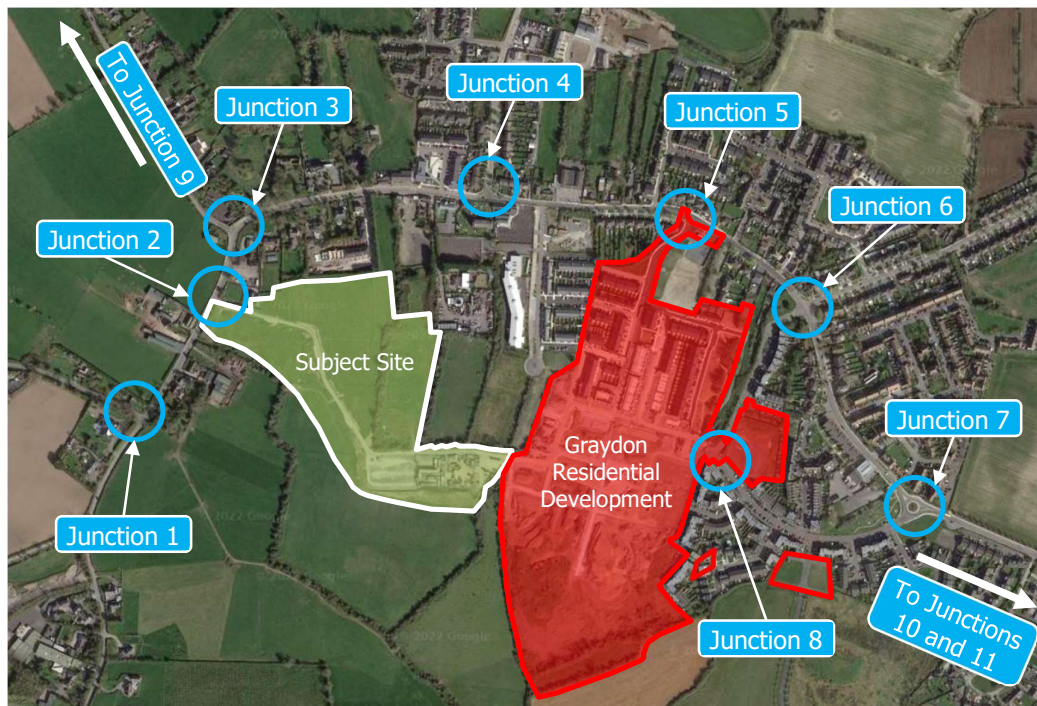 To Junction 9
Junction 3
Junction 4
Junction 5
Junction 6
Junction 2
Subject Site
Graydon
Residential
Development
Junction 7
Junction 1
Junction 8
To Junctions
10 and 11